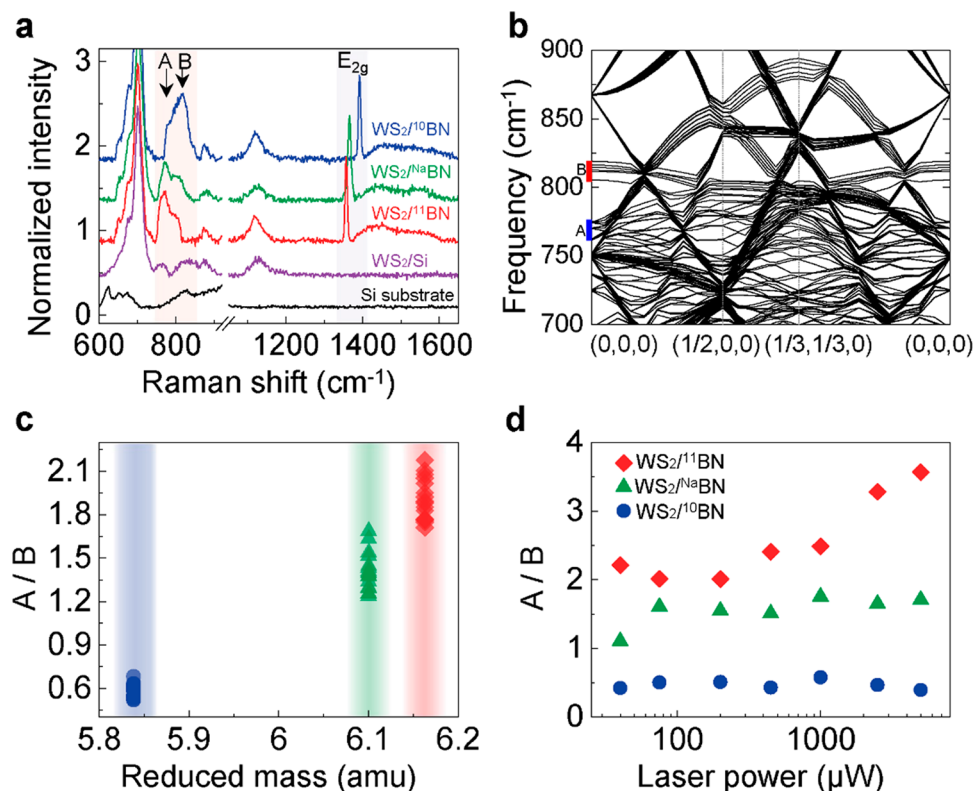 a
Normalized intensity
3
2
1
0
A B
E2g
WS2/10BN
WS2/NaBN
WS2/11BN
WS2/Si
Si substrate
600 800 1200 1400 1600
Raman shift (cm-1)
b
Frequency (cm-1)
900
850
800
750
700
B
A
(0,0,0) (1/2,0,0) (1/3,1/3,0) (0,0,0)
c
A / B
2.1
1.8
1.5
1.2
0.9
0.6
5.8 5.9 6 6.1 6.2
Reduced mass (amu)
d
A / B
4
3
2
1
0
WS2/11BN
WS2/NaBN
WS2/10BN
100 1000
Laser power (μW)